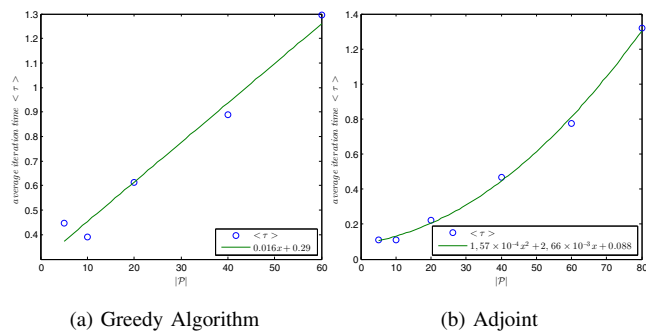 1.3
1.2
1.1
1
0.9
0.8
0.7
0.6
0.5
0.4
average iteration time < τ >
0 10 20 30 40 50 60
|P|
< τ >
0.016x + 0.29
(a) Greedy Algorithm
1.4
1.2
1
0.8
0.6
0.4
0.2
0
average iteration time < τ >
0 10 20 30 40 50 60 70 80
|P|
< τ >
1,57 × 10⁻⁴x² + 2,66 × 10⁻³x + 0.088
(b) Adjoint